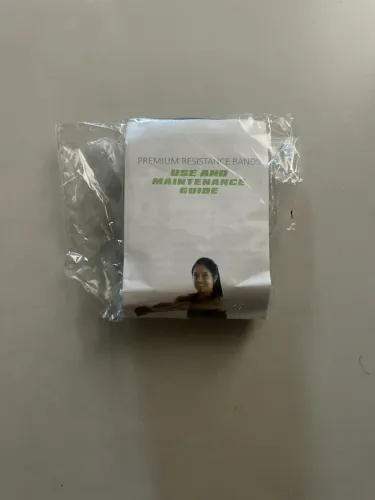 PREMIUM RESISTANCE BANDS
USE AND
MAINTENANCE
GUIDE